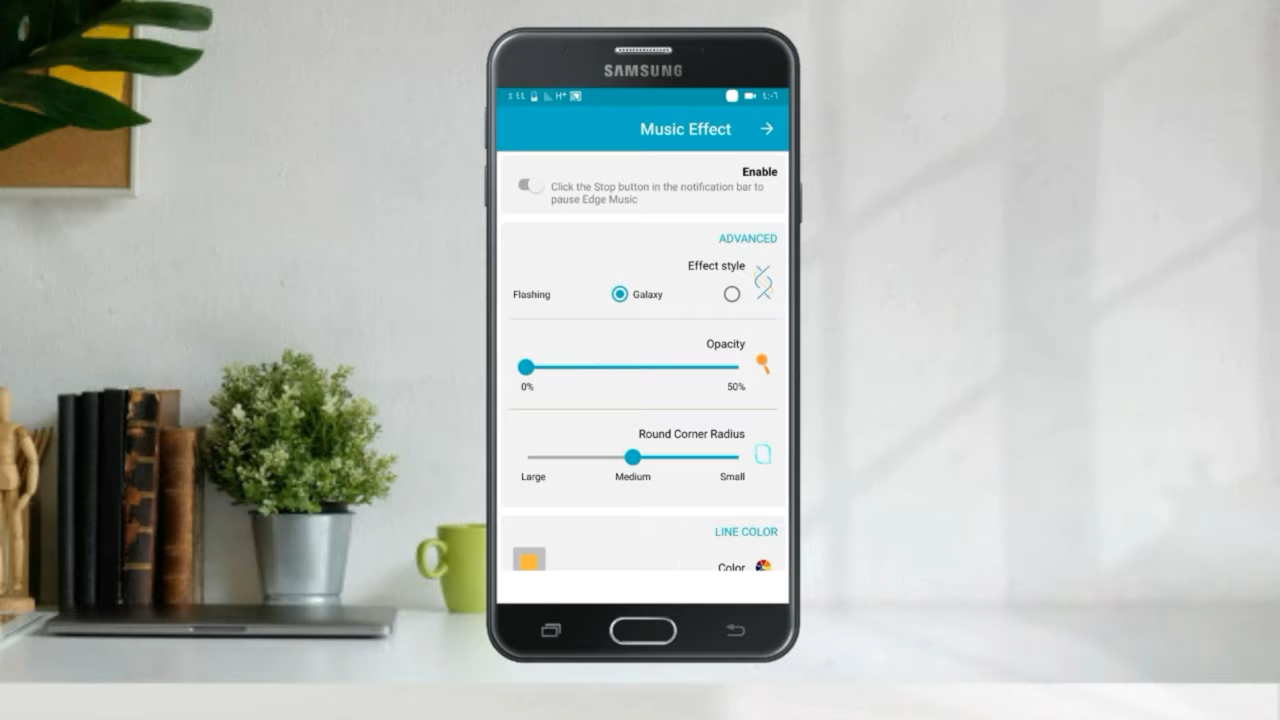 SAMSUNG
H+
Music Effect
Enable
Click the Stop button in the notification bar to
pause Edge Music
ADVANCED
Effect style
Flashing Galaxy
Opacity
0% 50%
Round Corner Radius
Large Medium Small
LINE COLOR
Color